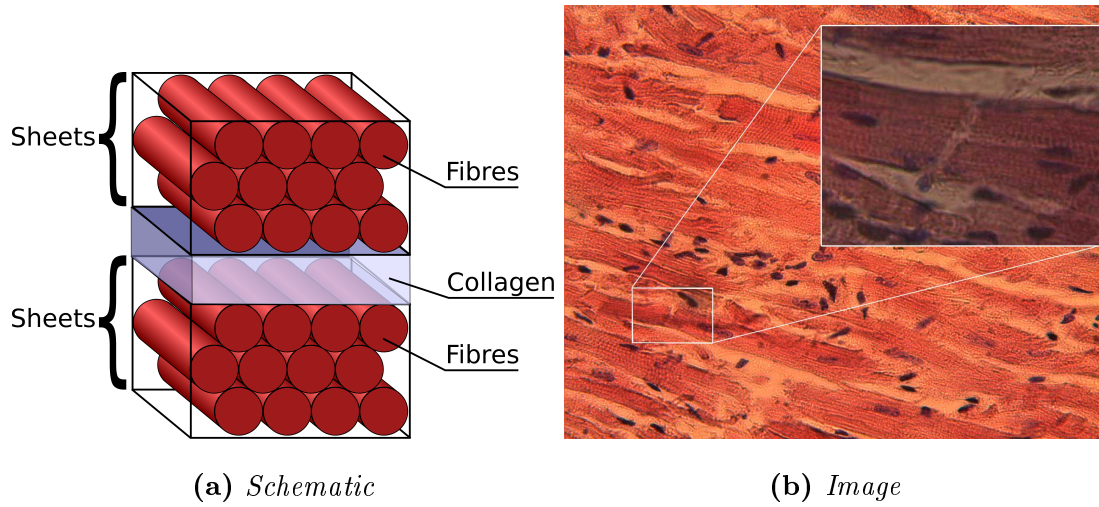 Sheets
Fibres
Collagen
Sheets
Fibres
(a) Schematic
(b) Image